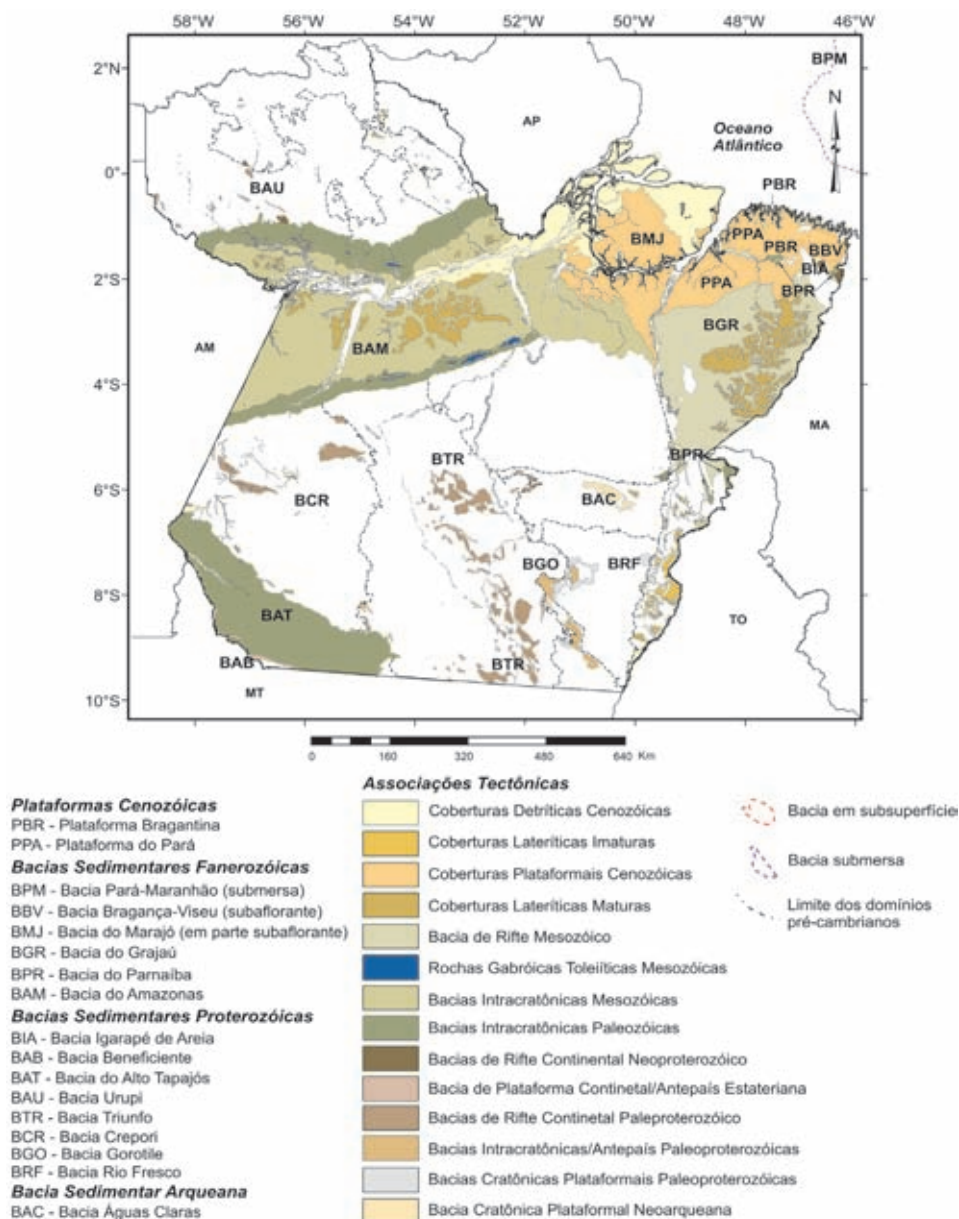 58°W 56°W 54°W 52°W 50°W 48°W 46°W
2°N
BPM
N
AP
Oceano
Atlântico
0°
BAU
PBR
BMJ
PPA
PBR
BBV
BIA
2°S
PPA
BPR
BGR
AM
BAM
4°S
MA
BPR
BTR
6°S
BCR
BAC
BGO
BRF
8°S
BAT
TO
BAB
BTR
MT
10°S
0 160 320 480 640 Km
Plataformas Cenozóicas
PBR - Plataforma Bragantina
PPA - Plataforma do Pará
Bacias Sedimentares Fanerozóicas
BPM - Bacia Pará-Maranhão (submersa)
BBV - Bacia Bragança-Viseu (subaflorante)
BMJ - Bacia do Marajó (em parte subaflorante)
BGR - Bacia do Grajaú
BPR - Bacia do Parnaíba
BAM - Bacia do Amazonas
Bacias Sedimentares Proterozóicas
BIA - Bacia Igarapé de Areia
BAB - Bacia Beneficiente
BAT - Bacia do Alto Tapajós
BAU - Bacia Urupi
BTR - Bacia Triunfo
BCR - Bacia Crepori
BGO - Bacia Gorotile
BRF - Bacia Rio Fresco
Bacia Sedimentar Arqueana
BAC - Bacia Águas Claras
Associações Tectônicas
Coberturas Detríticas Cenozóicas
Coberturas Lateríticas Imaturas
Coberturas Plataformais Cenozóicas
Coberturas Lateríticas Maturas
Bacia de Rifte Mesozóico
Rochas Gabróicas Toleiíticas Mesozóicas
Bacias Intracratônicas Mesozóicas
Bacias Intracratônicas Paleozóicas
Bacias de Rifte Continental Neoproterozóico
Bacia de Plataforma Continetal/Antepaís Estateriana
Bacias de Rifte Continetal Paleproterozóico
Bacias Intracratônicas/Antepaís Paleoproterozóicas
Bacias Cratônicas Plataformais Paleoproterozóicas
Bacia Cratônica Plataformal Neoarqueana
Bacia em subsuperfície
Bacia submersa
Limite dos domínios
pré-cambrianos